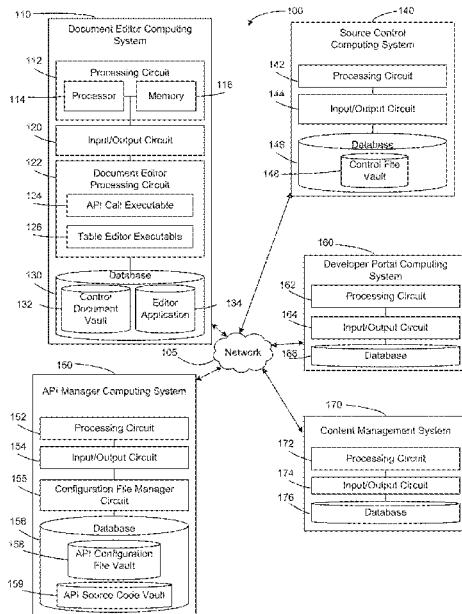 110
Document Editor Computing
System
112
Processing Circuit
114
Processor
Memory
116
120
Input/Output Circuit
122
Document Editor
Processing Circuit
124
API Call Executable
126
Table Editor Executable
130
Database
132
Control
Document
Vault
Editor
Application
134
100
140
Source Control
Computing System
142
Processing Circuit
144
Input/Output Circuit
146
Database
148
Control File
Vault
160
Developer Portal Computing
System
162
Processing Circuit
164
Input/Output Circuit
166
Database
105
Network
150
API Manager Computing System
152
Processing Circuit
154
Input/Output Circuit
155
Configuration File Manager
Circuit
156
Database
158
API Configuration
File Vault
159
API Source Code Vault
170
Content Management System
172
Processing Circuit
174
Input/Output Circuit
176
Database